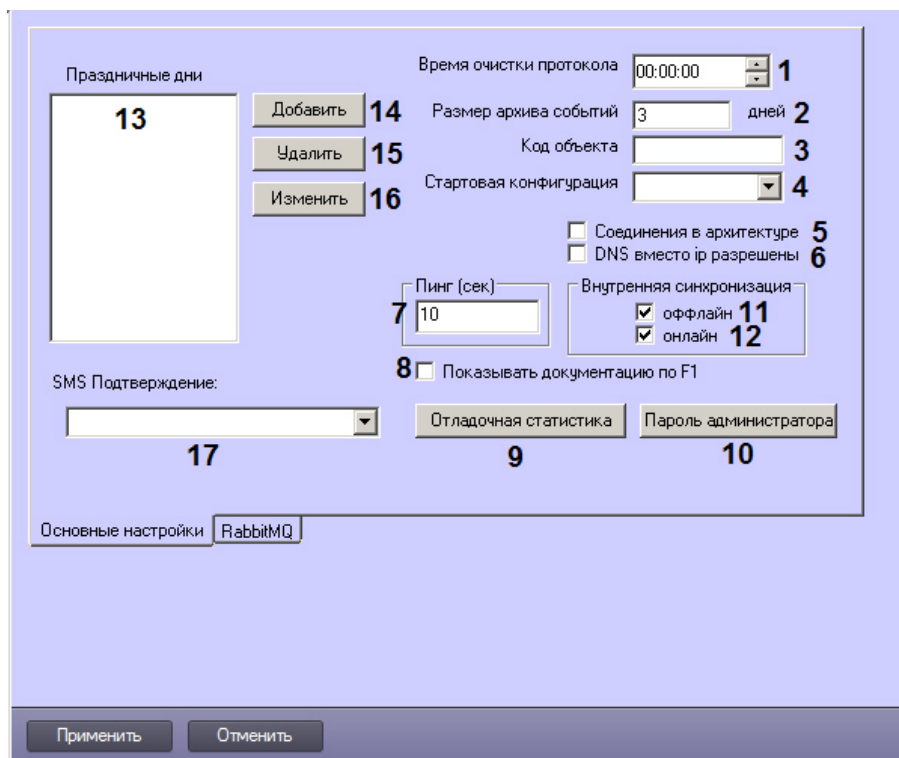 Время очистки протокола 00:00:00 1
Праздничные дни
13
Добавить 14
Размер архива событий 3 дней 2
Удалить 15
Код объекта 3
Изменить 16
Стартовая конфигурация 4
Соединения в архитектуре 5
DNS вместо ip разрешены 6
Пинг (сек)
7 10
Внутренняя синхронизация
оффлайн 11
онлайн 12
8 Показывать документацию по F1
SMS Подтверждение:
17
Отладочная статистика
9
Пароль администратора
10
Основные настройки RabbitMQ
Применить Отменить